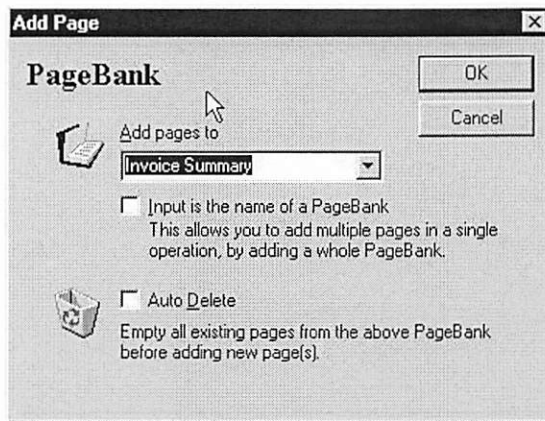 Add Page
PageBank
OK
Cancel
Add pages to
Invoice Summary
Input is the name of a PageBank
This allows you to add multiple pages in a single
operation, by adding a whole PageBank.
Auto Delete
Empty all existing pages from the above PageBank
before adding new page(s).